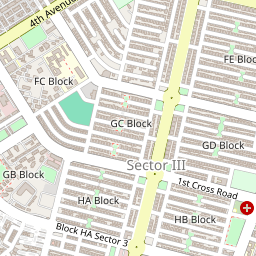 4th Avenue
FE Block
FC Block
GC Block
GD Block
Sector III
GB Block
1st Cross Road
HA Block
HB Block
Block HA Sector 3